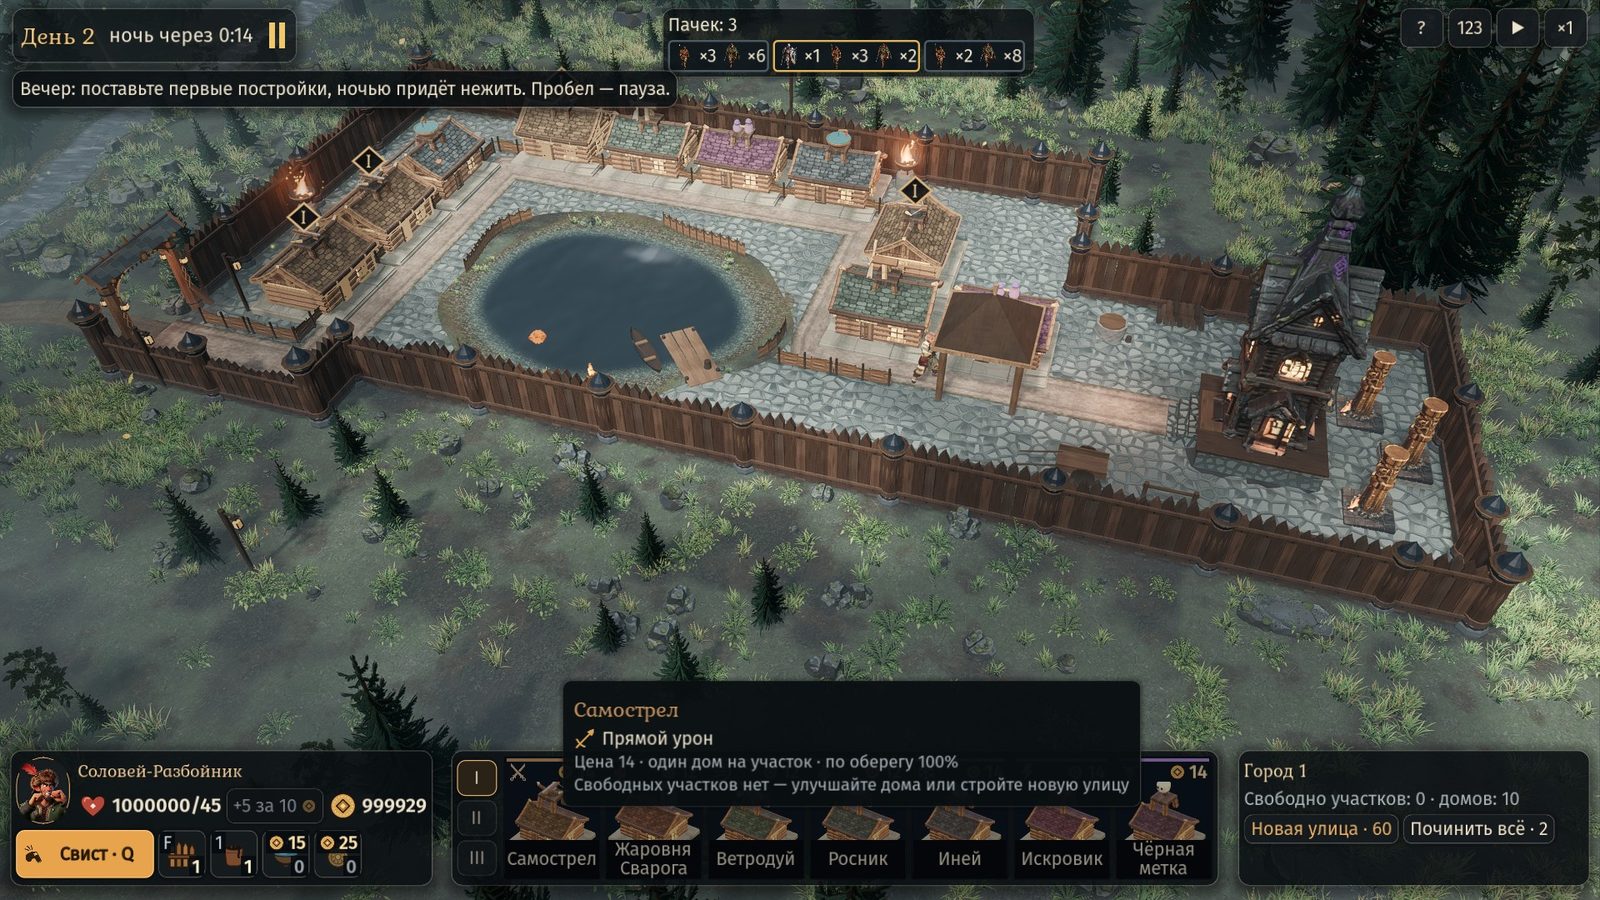 День 2 ночь через 0:14
Пачек: 3
×3 ×6 ×1 ×3 ×2 ×2 ×8
? 123 ×1
Вечер: поставьте первые постройки, ночью придёт нежить. Пробел — пауза.
I
I
I
Самострел
Прямой урон
Цена 14 · один дом на участок · по оберегу 100%
Свободных участков нет — улучшайте дома или стройте новую улицу
Соловей-Разбойник
1000000/45 +5 за 10 999929
Свист · Q
F 1
1 1
15 0
25 0
I
II
III
14
Самострел
Жаровня Сварога
Ветродуй
Росник
Иней
Искровик
Чёрная метка
Город 1
Свободно участков: 0 · домов: 10
Новая улица · 60 Починить всё · 2